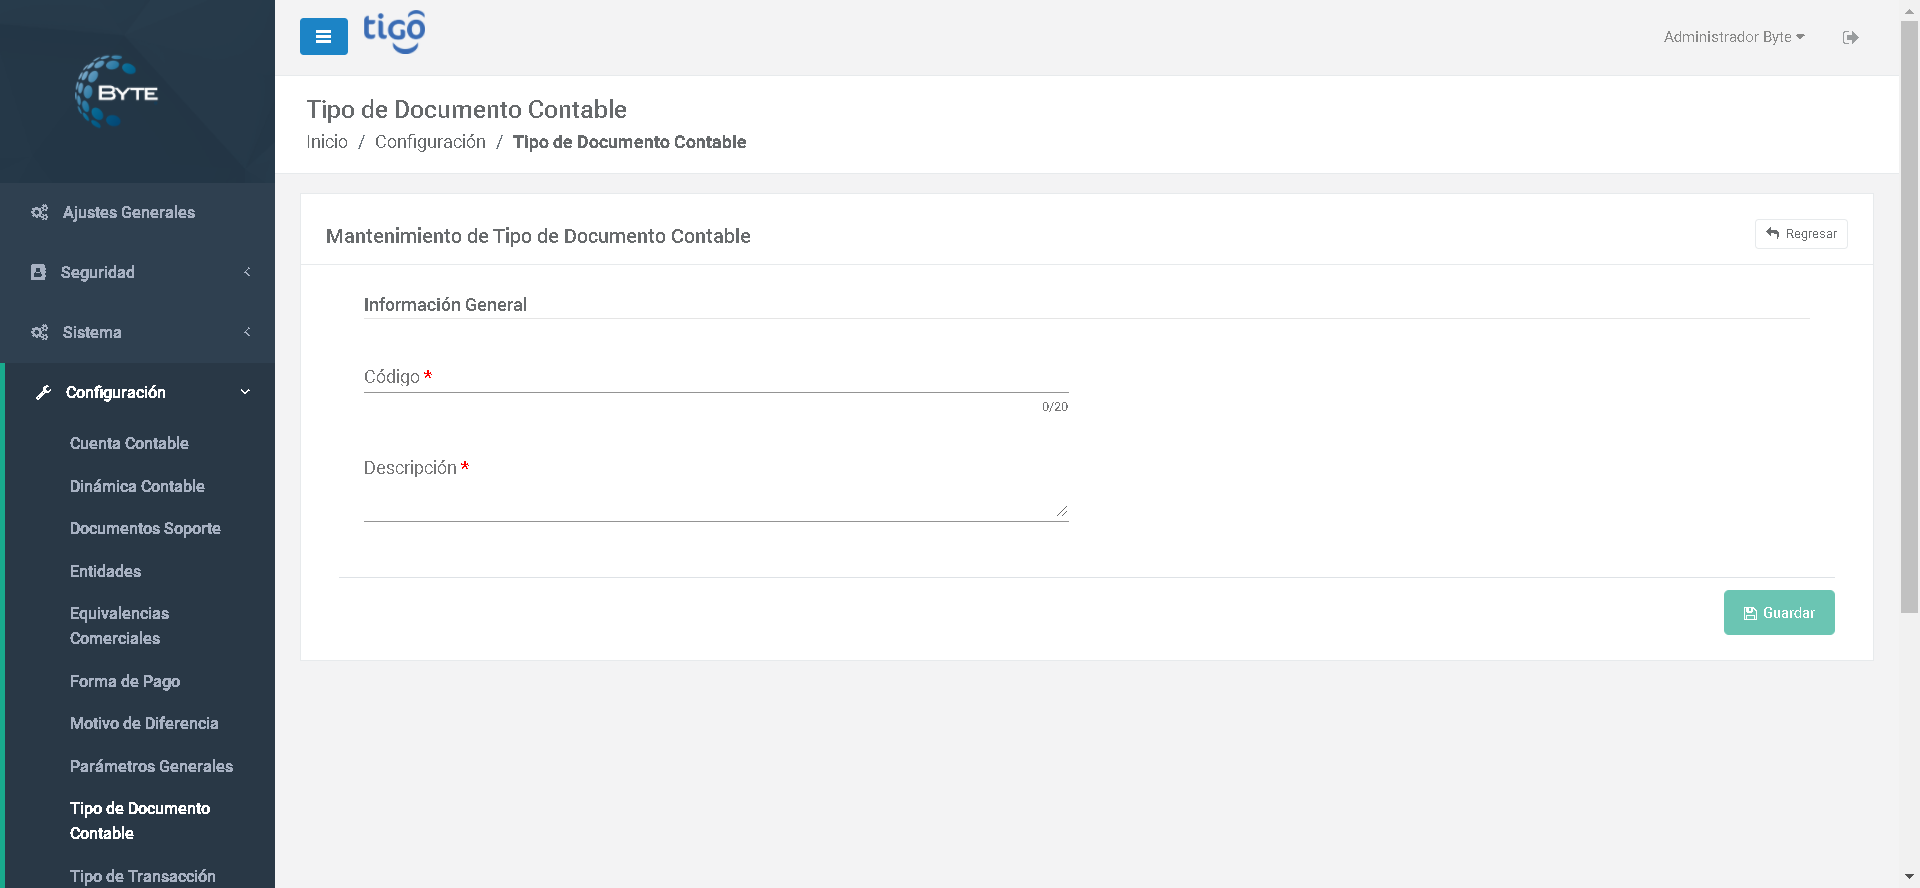 BYTE
Ajustes Generales
Seguridad
Sistema
Configuración
Cuenta Contable
Dinámica Contable
Documentos Soporte
Entidades
Equivalencias
Comerciales
Forma de Pago
Motivo de Diferencia
Parámetros Generales
Tipo de Documento
Contable
Tipo de Transacción
tigo
Administrador Byte
Tipo de Documento Contable
Inicio / Configuración / Tipo de Documento Contable
Mantenimiento de Tipo de Documento Contable
Regresar
Información General
Código *
0/20
Descripción *
Guardar